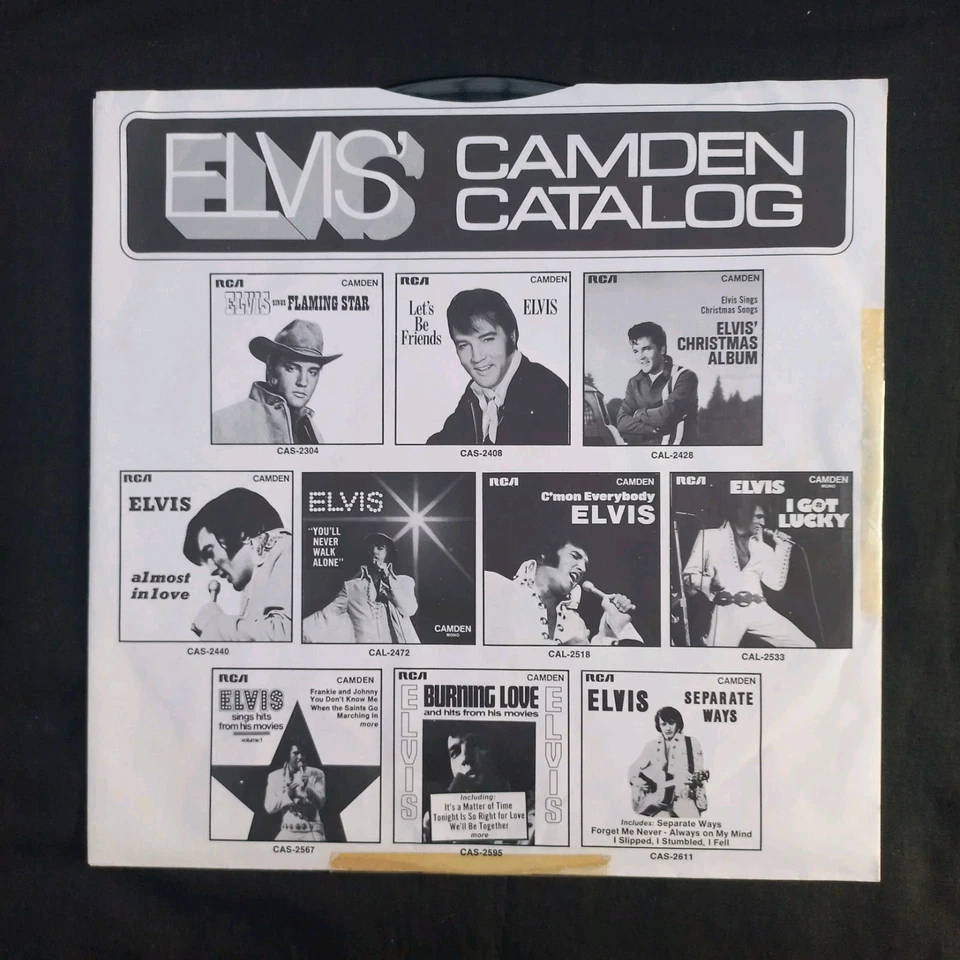 ELVIS' CAMDEN
CATALOG
RCA CAMDEN
ELVIS SINGS FLAMING STAR
CAS-2304
RCA CAMDEN
Let's
Be
Friends
ELVIS
CAS-2408
RCA CAMDEN
Elvis Sings
Christmas Songs
ELVIS'
CHRISTMAS
ALBUM
CAL-2428
RCA CAMDEN
ELVIS
almost
in love
CAS-2440
ELVIS
"YOU'LL
NEVER
WALK
ALONE"
CAMDEN
MONO
CAL-2472
RCA CAMDEN
C'mon Everybody
ELVIS
CAL-2518
RCA CAMDEN
MONO
ELVIS
I GOT
LUCKY
CAL-2533
RCA CAMDEN
ELVIS
sings hits
from his movies
volume 1
Frankie and Johnny
You Don't Know Me
When the Saints Go
Marching In
more
CAS-2567
RCA CAMDEN
BURNING LOVE
and hits from his movies
ELVIS
ELVIS
Including:
It's a Matter of Time
Tonight Is So Right for Love
We'll Be Together
more
CAS-2595
RCA CAMDEN
ELVIS SEPARATE
WAYS
Includes: Separate Ways
Forget Me Never - Always on My Mind
I Slipped, I Stumbled, I Fell
CAS-2611